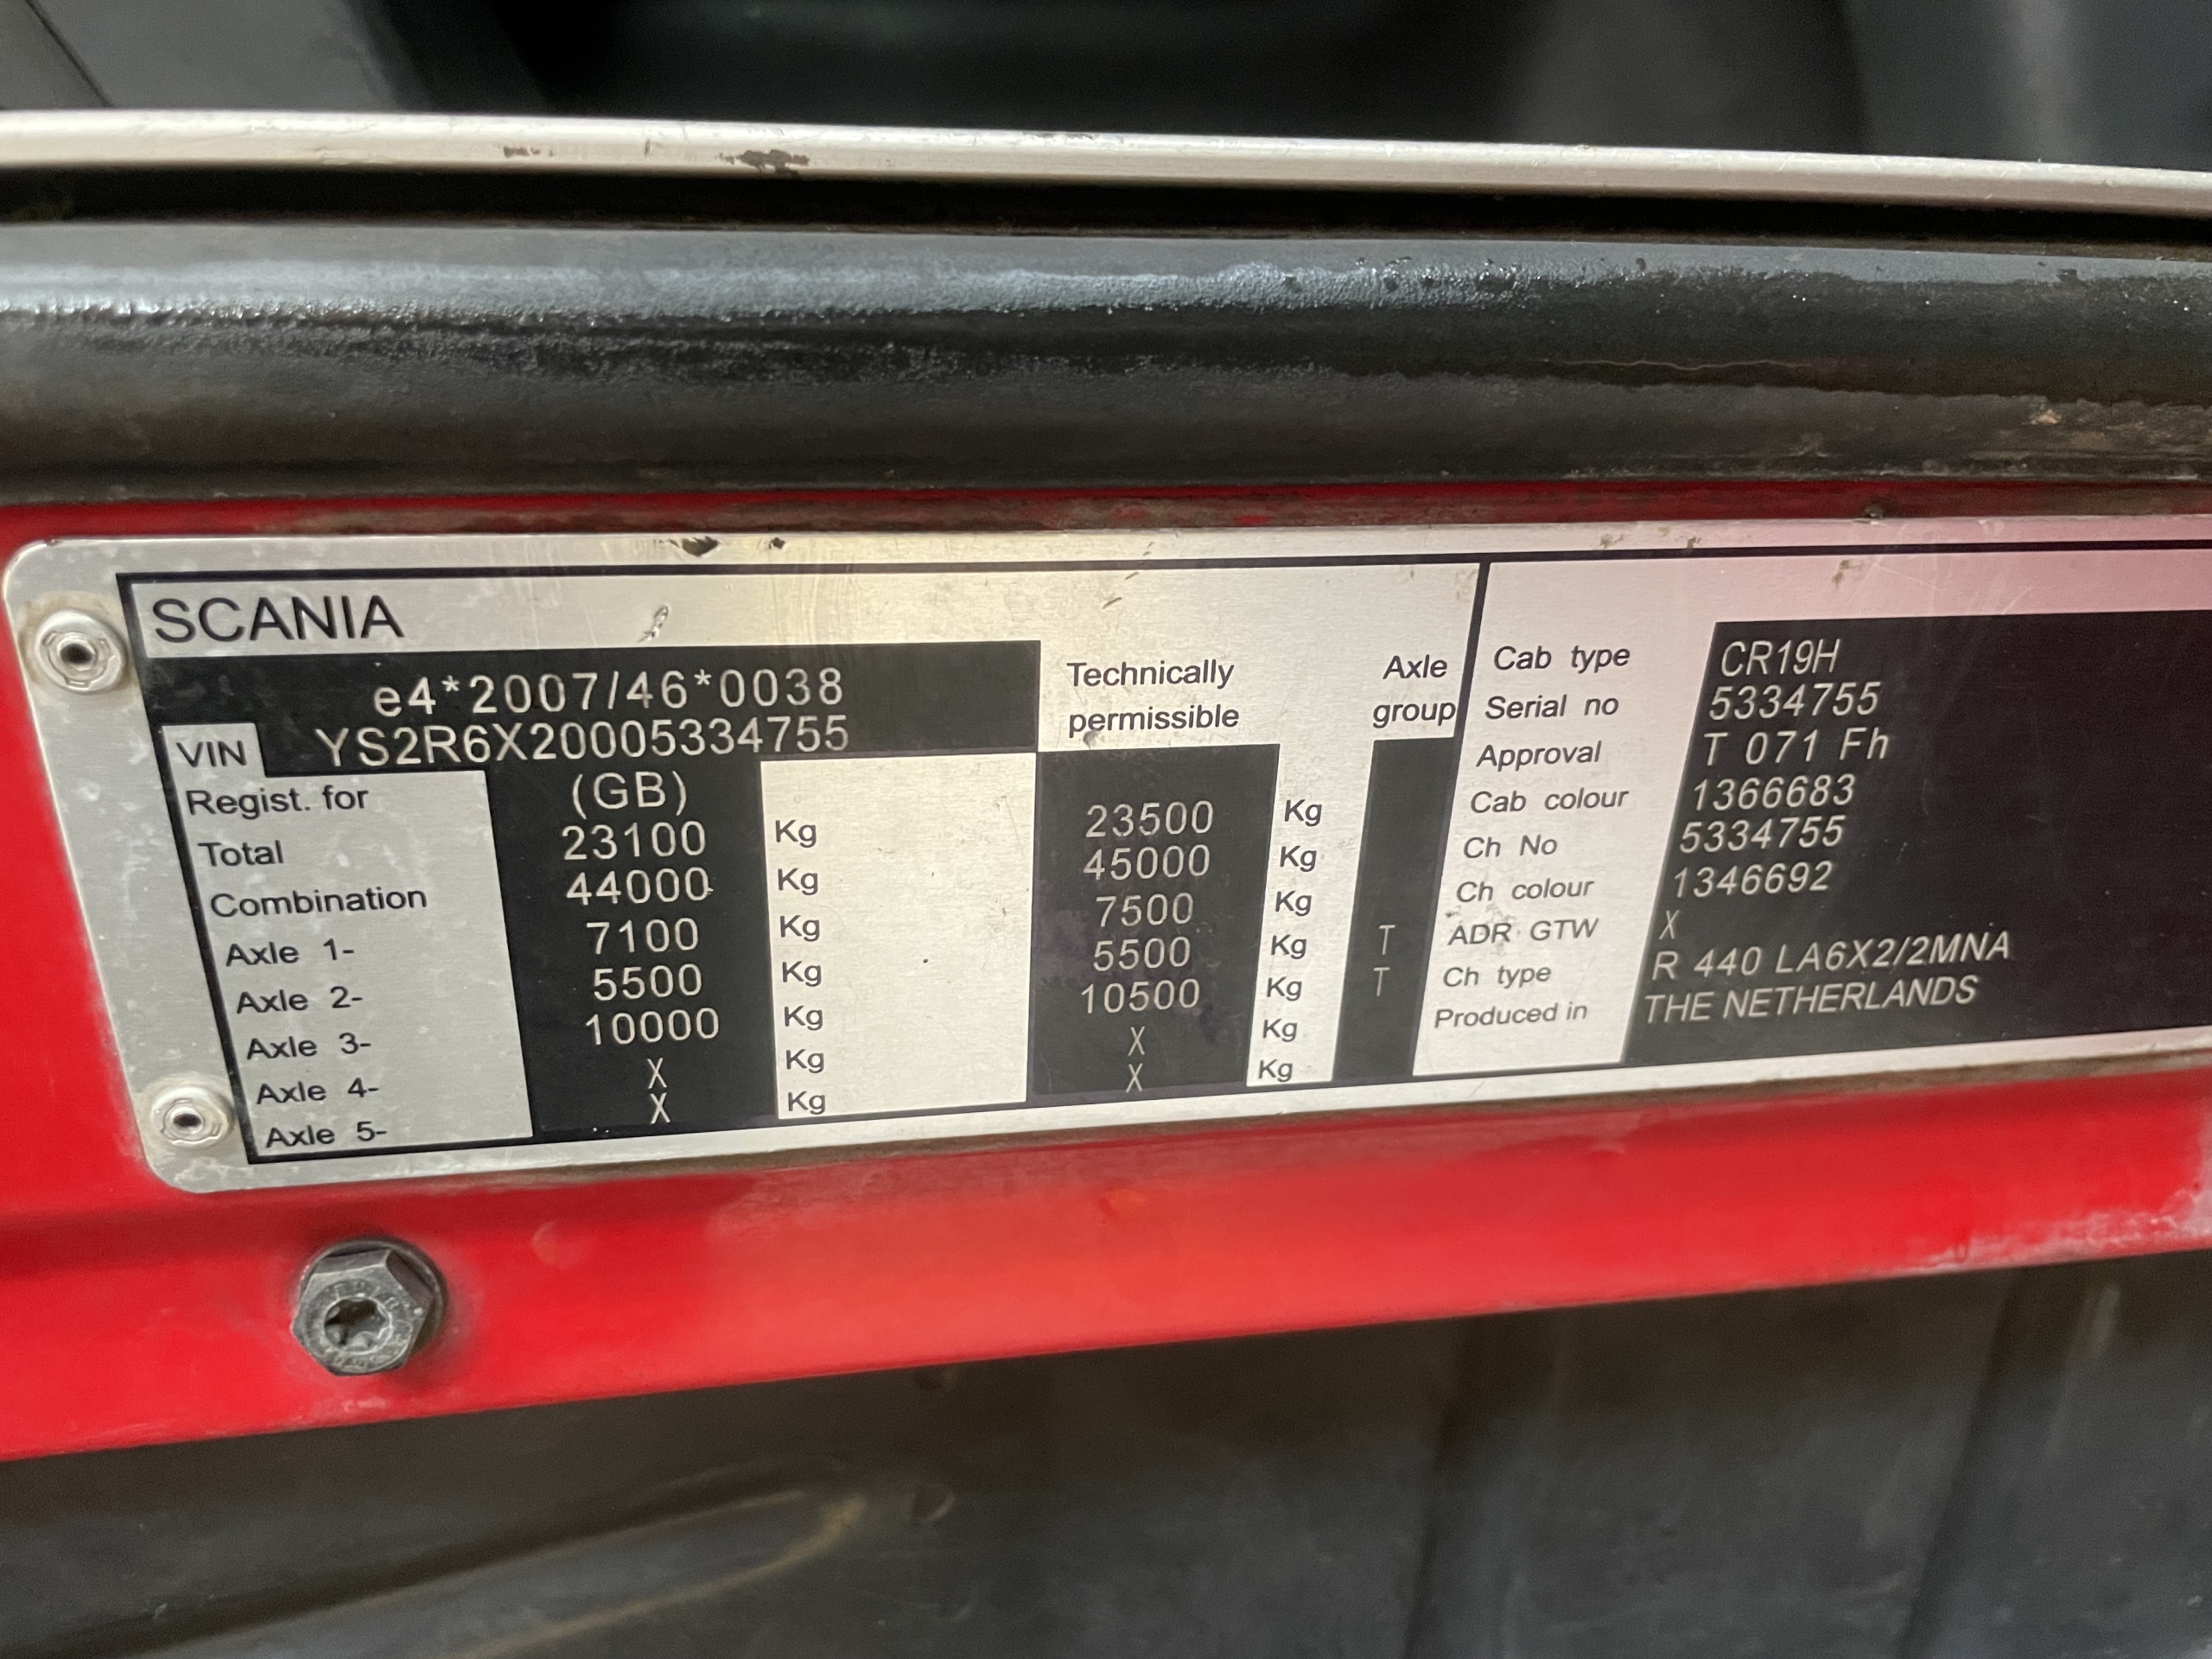 SCANIA
e4*2007/46*0038
VIN YS2R6X20005334755
Regist. for (GB)
Technically permissible
Axle group
Total 23100 Kg 23500 Kg
Combination 44000 Kg 45000 Kg
Axle 1- 7100 Kg 7500 Kg
Axle 2- 5500 Kg 5500 Kg T
Axle 3- 10000 Kg 10500 Kg T
Axle 4- X Kg X Kg
Axle 5- X Kg X Kg
Cab type CR19H
Serial no 5334755
Approval T 071 Fh
Cab colour 1366683
Ch No 5334755
Ch colour 1346692
ADR GTW X
Ch type R 440 LA6X2/2MNA
Produced in THE NETHERLANDS